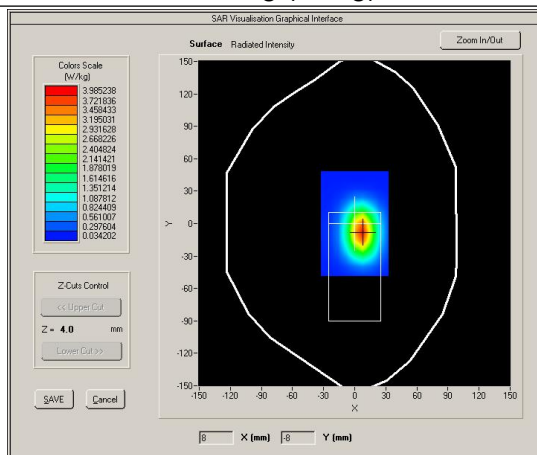 SAR Visualisation Graphical Interface
Surface Radiated Intensity
Zoom In/Out
Colors Scale
(W/kg)
3.985238
3.721836
3.458433
3.195031
2.931628
2.668226
2.404824
2.141421
1.878019
1.614616
1.351214
1.087812
0.824409
0.561007
0.297604
0.034202
Z-Cuts Control
<< Upper Cut
Z = 4.0 mm
Lower Cut >>
SAVE Cancel
Y
150
120
90
60
30
0
-30
-60
-90
-120
-150
-150 -120 -90 -60 -30 0 30 60 90 120 150
X
8 X (mm) -8 Y (mm)